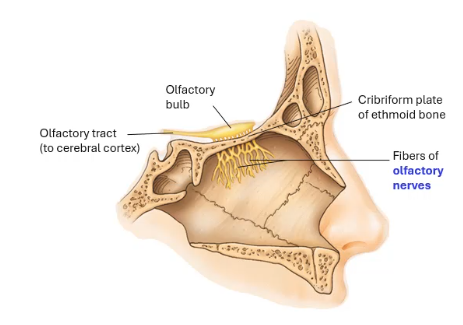 Olfactory
bulb
Cribriform plate
of ethmoid bone
Olfactory tract
(to cerebral cortex)
Fibers of
olfactory
nerves